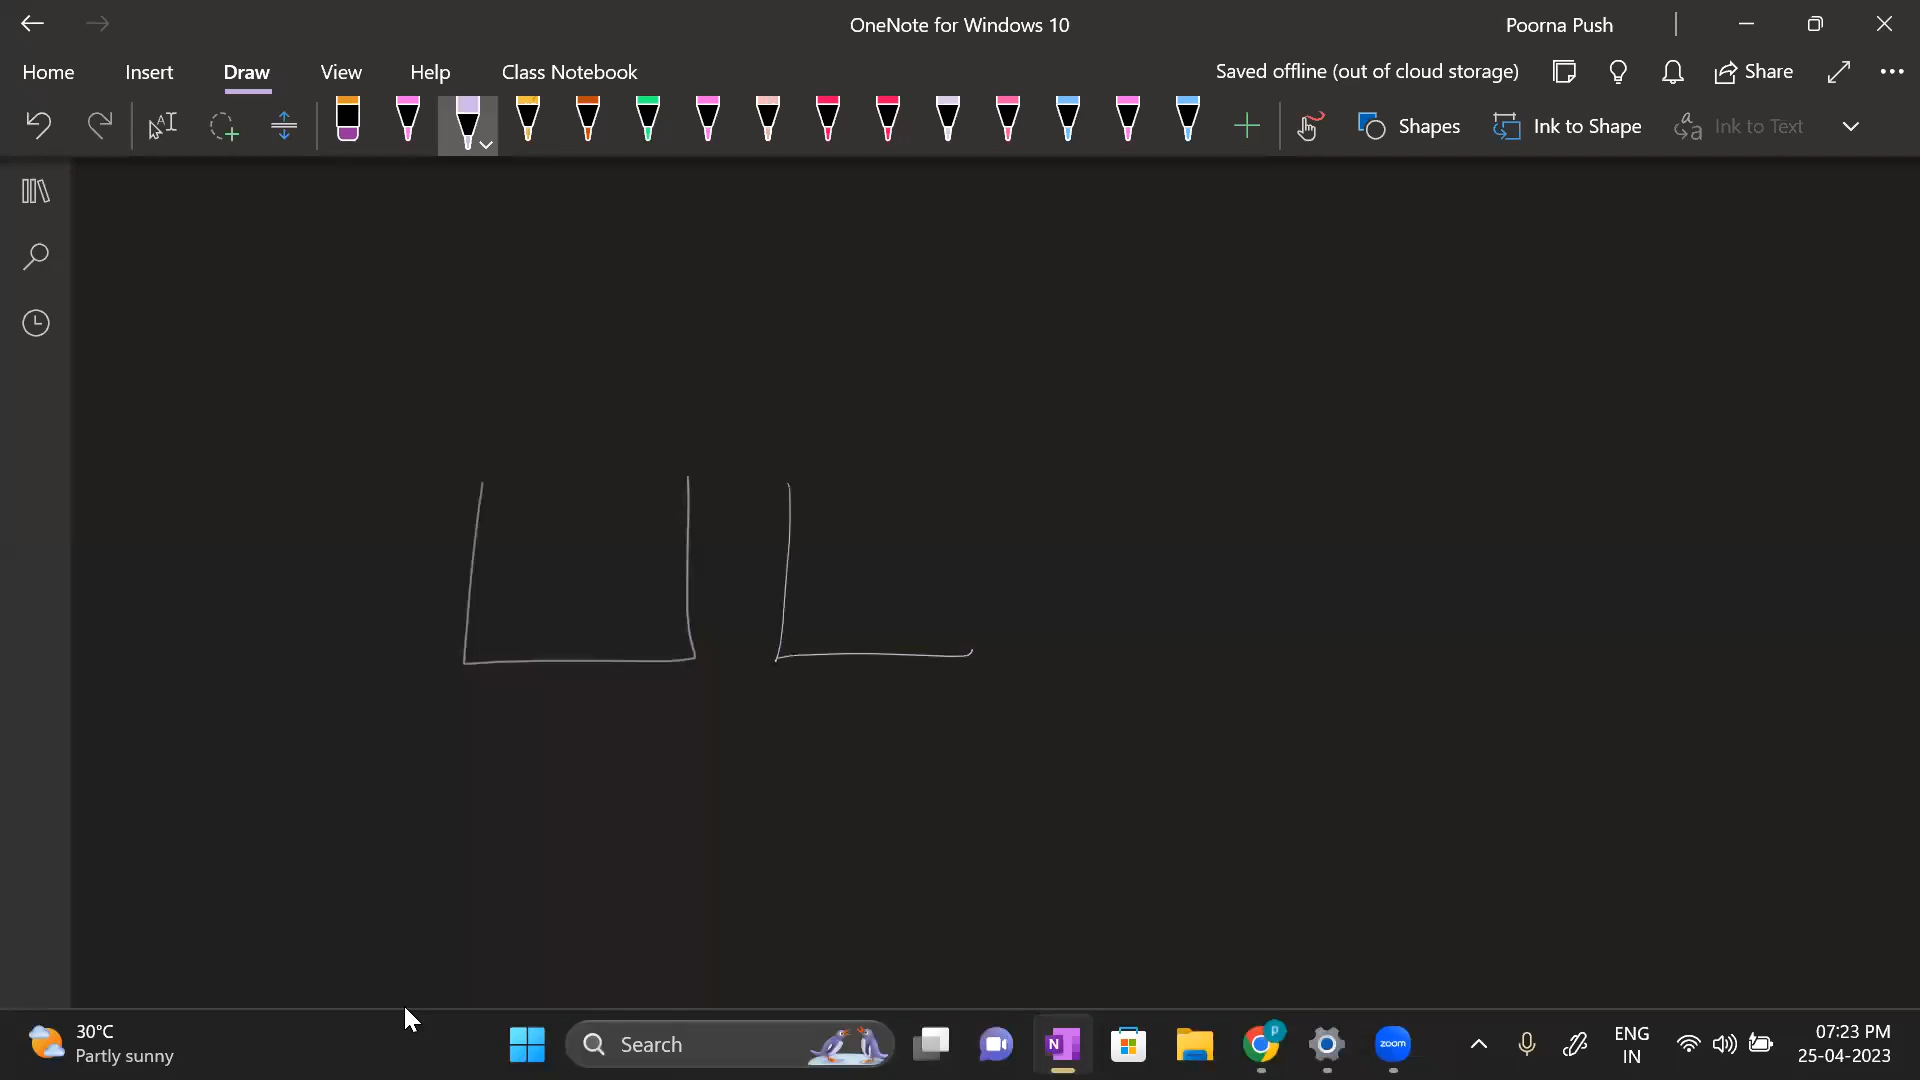 OneNote for Windows 10
Poorna Push
Home Insert Draw View Help Class Notebook
Saved offline (out of cloud storage) Share
Shapes Ink to Shape Ink to Text
30°C
Partly sunny
Search
zoom
ENG
IN
07:23 PM
25-04-2023